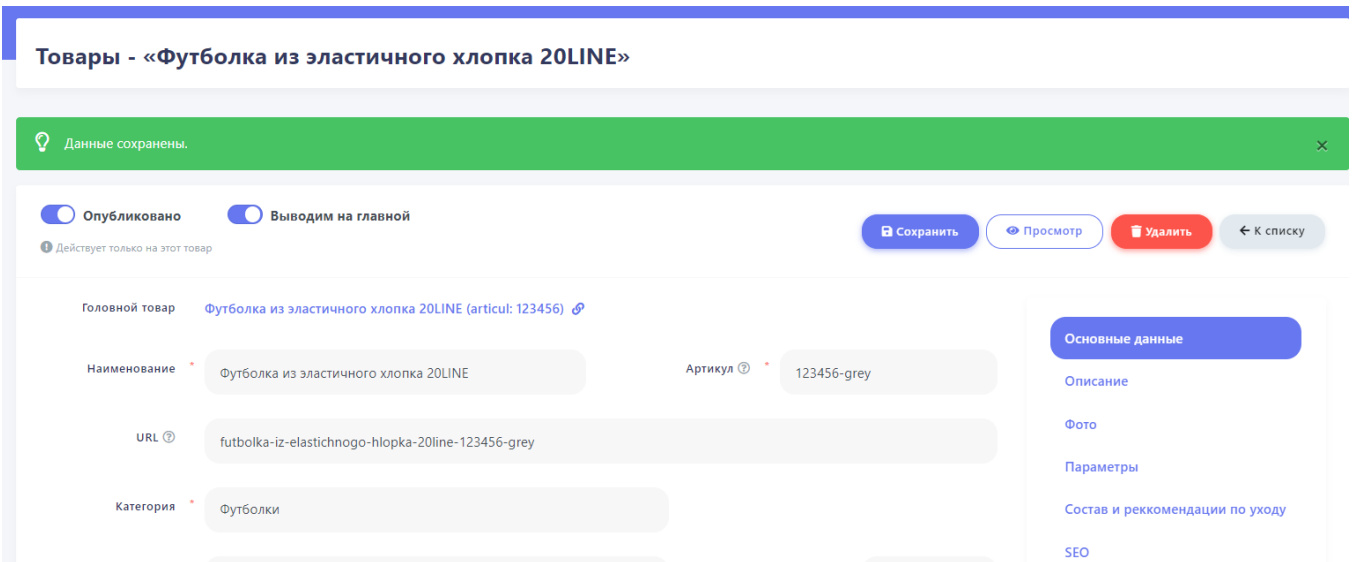 Товары - «Футболка из эластичного хлопка 20LINE»
Данные сохранены.
Опубликовано
Выводим на главной
Действует только на этот товар
Сохранить
Просмотр
Удалить
К списку
Головной товар Футболка из эластичного хлопка 20LINE (articul: 123456)
Наименование * Футболка из эластичного хлопка 20LINE
Артикул * 123456-grey
URL futbolka-iz-elastichnogo-hlopka-20line-123456-grey
Категория * Футболки
Основные данные
Описание
Фото
Параметры
Состав и реккомендации по уходу
SEO